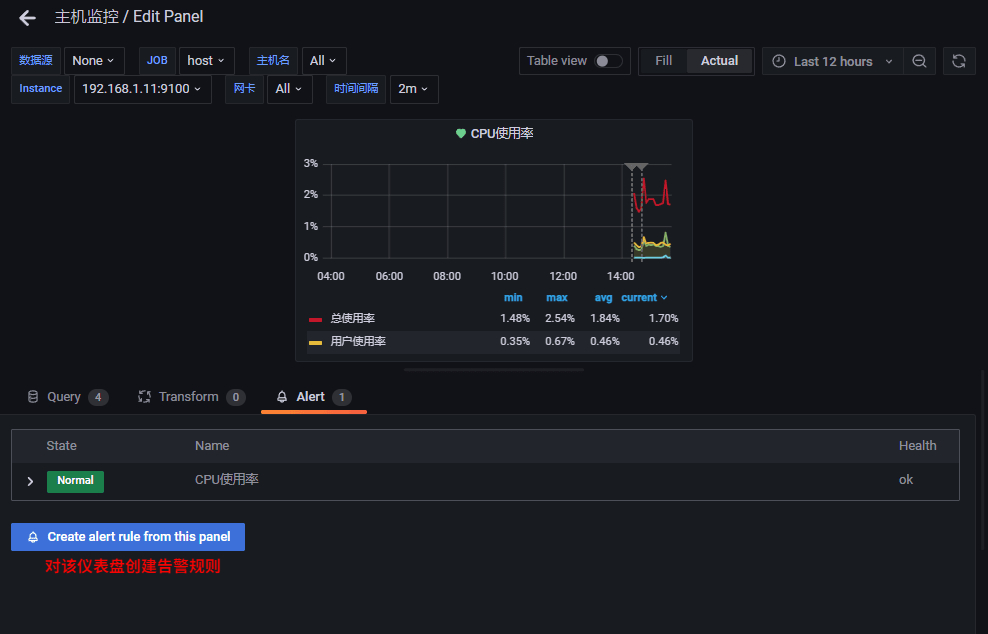 主机监控 / Edit Panel
数据源 None JOB host 主机名 All Table view Fill Actual Last 12 hours
Instance 192.168.1.11:9100 网卡 All 时间间隔 2m
CPU使用率
3%
2%
1%
0%
04:00 06:00 08:00 10:00 12:00 14:00
min max avg current
总使用率 1.48% 2.54% 1.84% 1.70%
用户使用率 0.35% 0.67% 0.46% 0.46%
Query 4 Transform 0 Alert 1
State Name Health
Normal CPU使用率 ok
Create alert rule from this panel
对该仪表盘创建告警规则